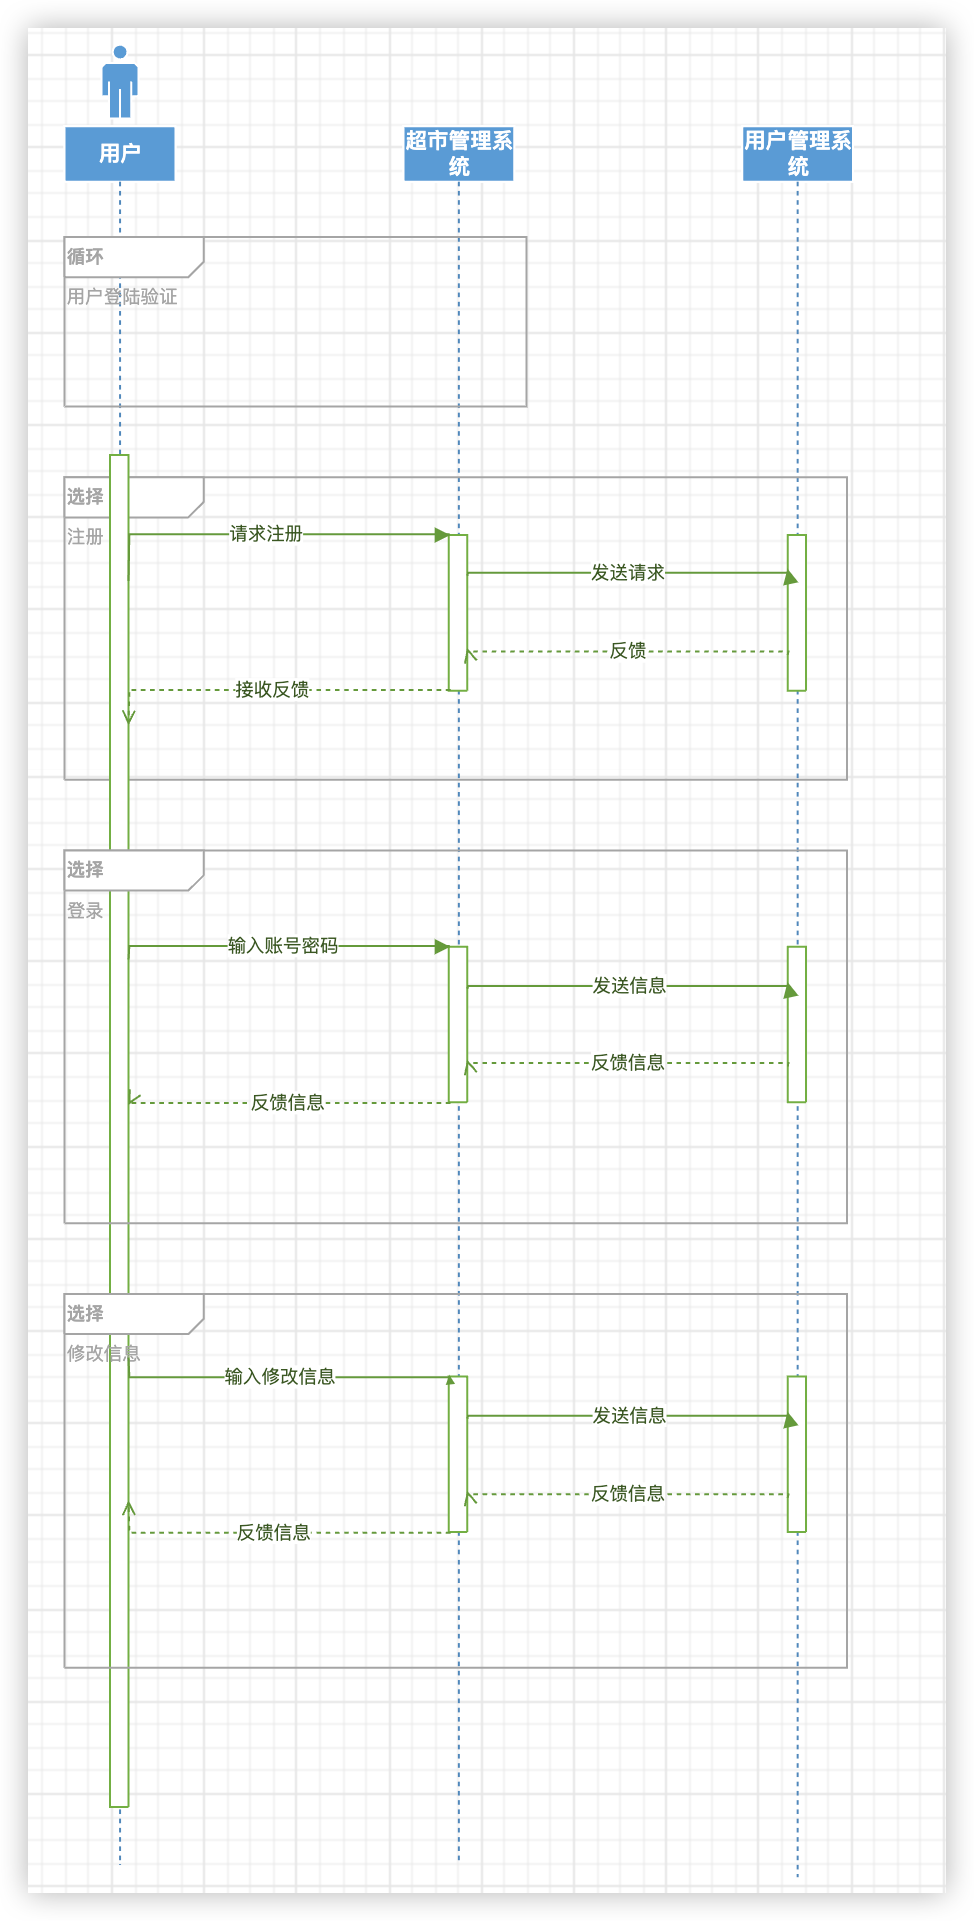 用户
超市管理系
统
用户管理系
统
循环
用户登陆验证
选择
注册
请求注册
发送请求
反馈
接收反馈
选择
登录
输入账号密码
发送信息
反馈信息
反馈信息
选择
修改信息
输入修改信息
发送信息
反馈信息
反馈信息